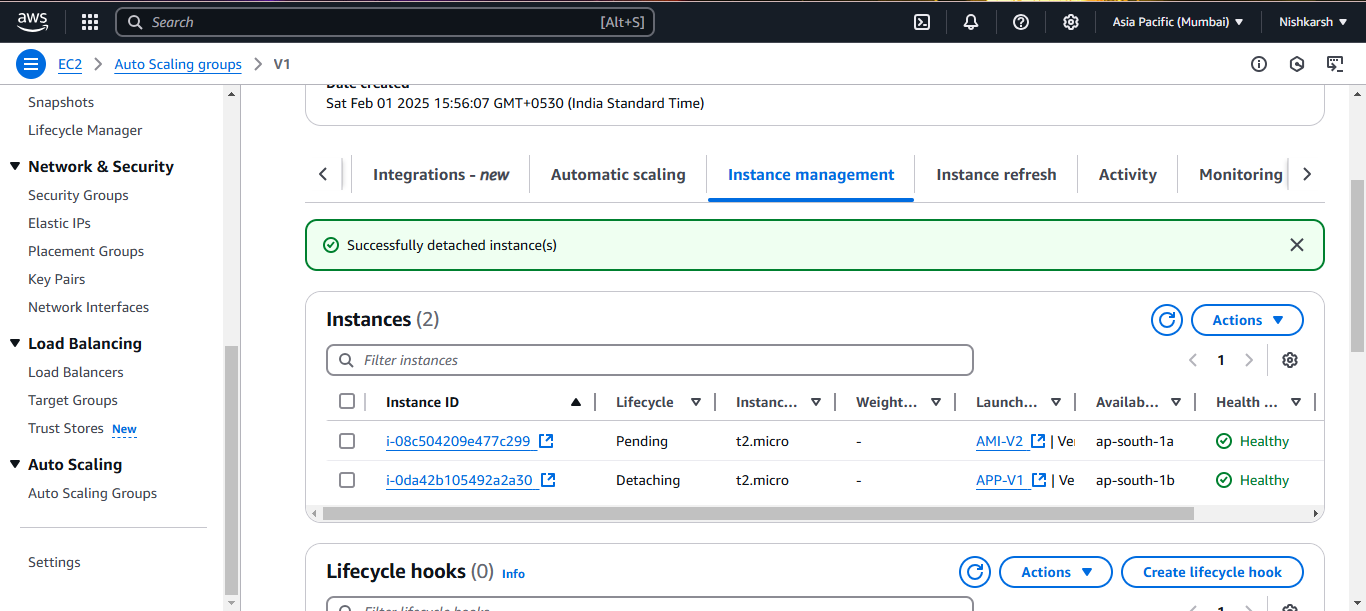 aws
Search [Alt+S] Asia Pacific (Mumbai) Nishkarsh
EC2 > Auto Scaling groups > V1
Snapshots
Lifecycle Manager
Network & Security
Security Groups
Elastic IPs
Placement Groups
Key Pairs
Network Interfaces
Load Balancing
Load Balancers
Target Groups
Trust Stores New
Auto Scaling
Auto Scaling Groups
Settings
Date created
Sat Feb 01 2025 15:56:07 GMT+0530 (India Standard Time)
Integrations - new Automatic scaling Instance management Instance refresh Activity Monitoring
Successfully detached instance(s)
Instances (2) Actions
Filter instances 1
Instance ID Lifecycle Instanc... Weight... Launch... Availab... Health ...
i-08c504209e477c299 Pending t2.micro - AMI-V2 | Ve ap-south-1a Healthy
i-0da42b105492a2a30 Detaching t2.micro - APP-V1 | Ve ap-south-1b Healthy
Lifecycle hooks (0) Info Actions Create lifecycle hook
Filter lifecycle hooks 1